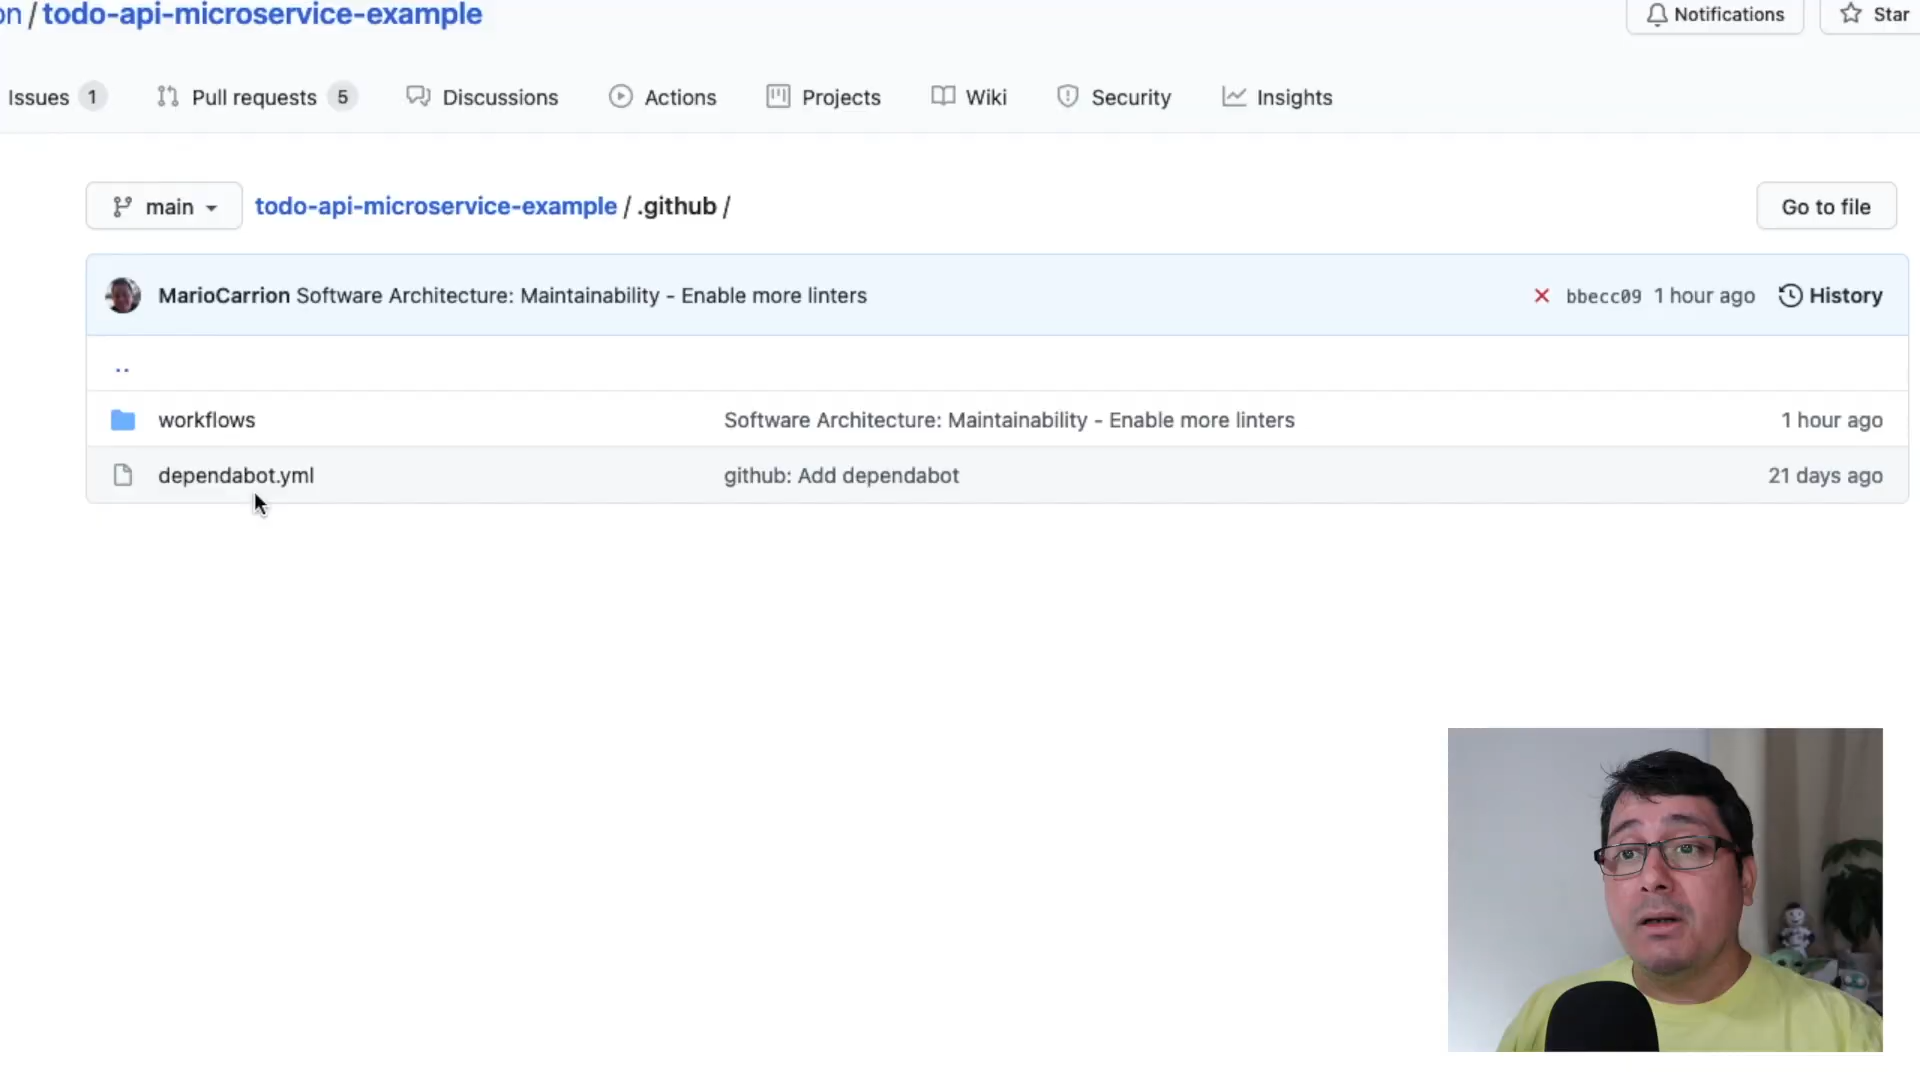 on / todo-api-microservice-example
Notifications
Star
Issues 1
Pull requests 5
Discussions
Actions
Projects
Wiki
Security
Insights
main
todo-api-microservice-example / .github /
Go to file
MarioCarrion Software Architecture: Maintainability - Enable more linters
bbecc09 1 hour ago
History
..
workflows
Software Architecture: Maintainability - Enable more linters
1 hour ago
dependabot.yml
github: Add dependabot
21 days ago